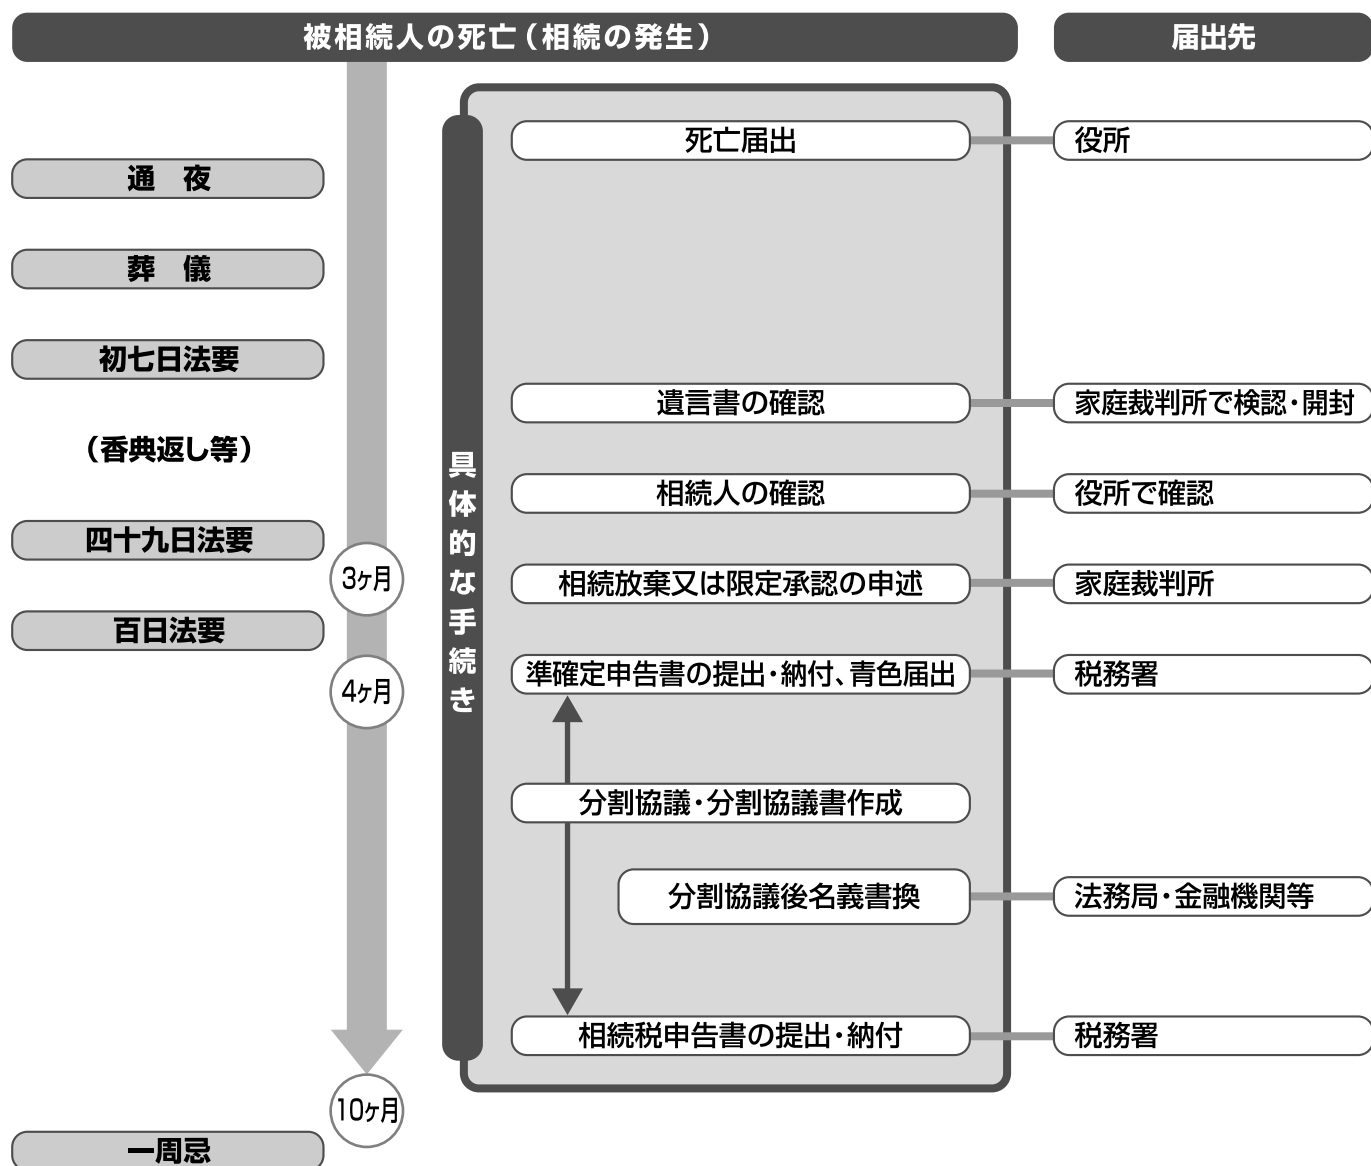 被相続人の死亡（相続の発生）
届出先
死亡届出
役所
通　夜
葬　儀
初七日法要
遺言書の確認
家庭裁判所で検認・開封
（香典返し等）
具体的な手続き
相続人の確認
役所で確認
四十九日法要
3ヶ月
相続放棄又は限定承認の申述
家庭裁判所
百日法要
4ヶ月
準確定申告書の提出・納付、青色届出
税務署
分割協議・分割協議書作成
分割協議後名義書換
法務局・金融機関等
相続税申告書の提出・納付
税務署
10ヶ月
一周忌